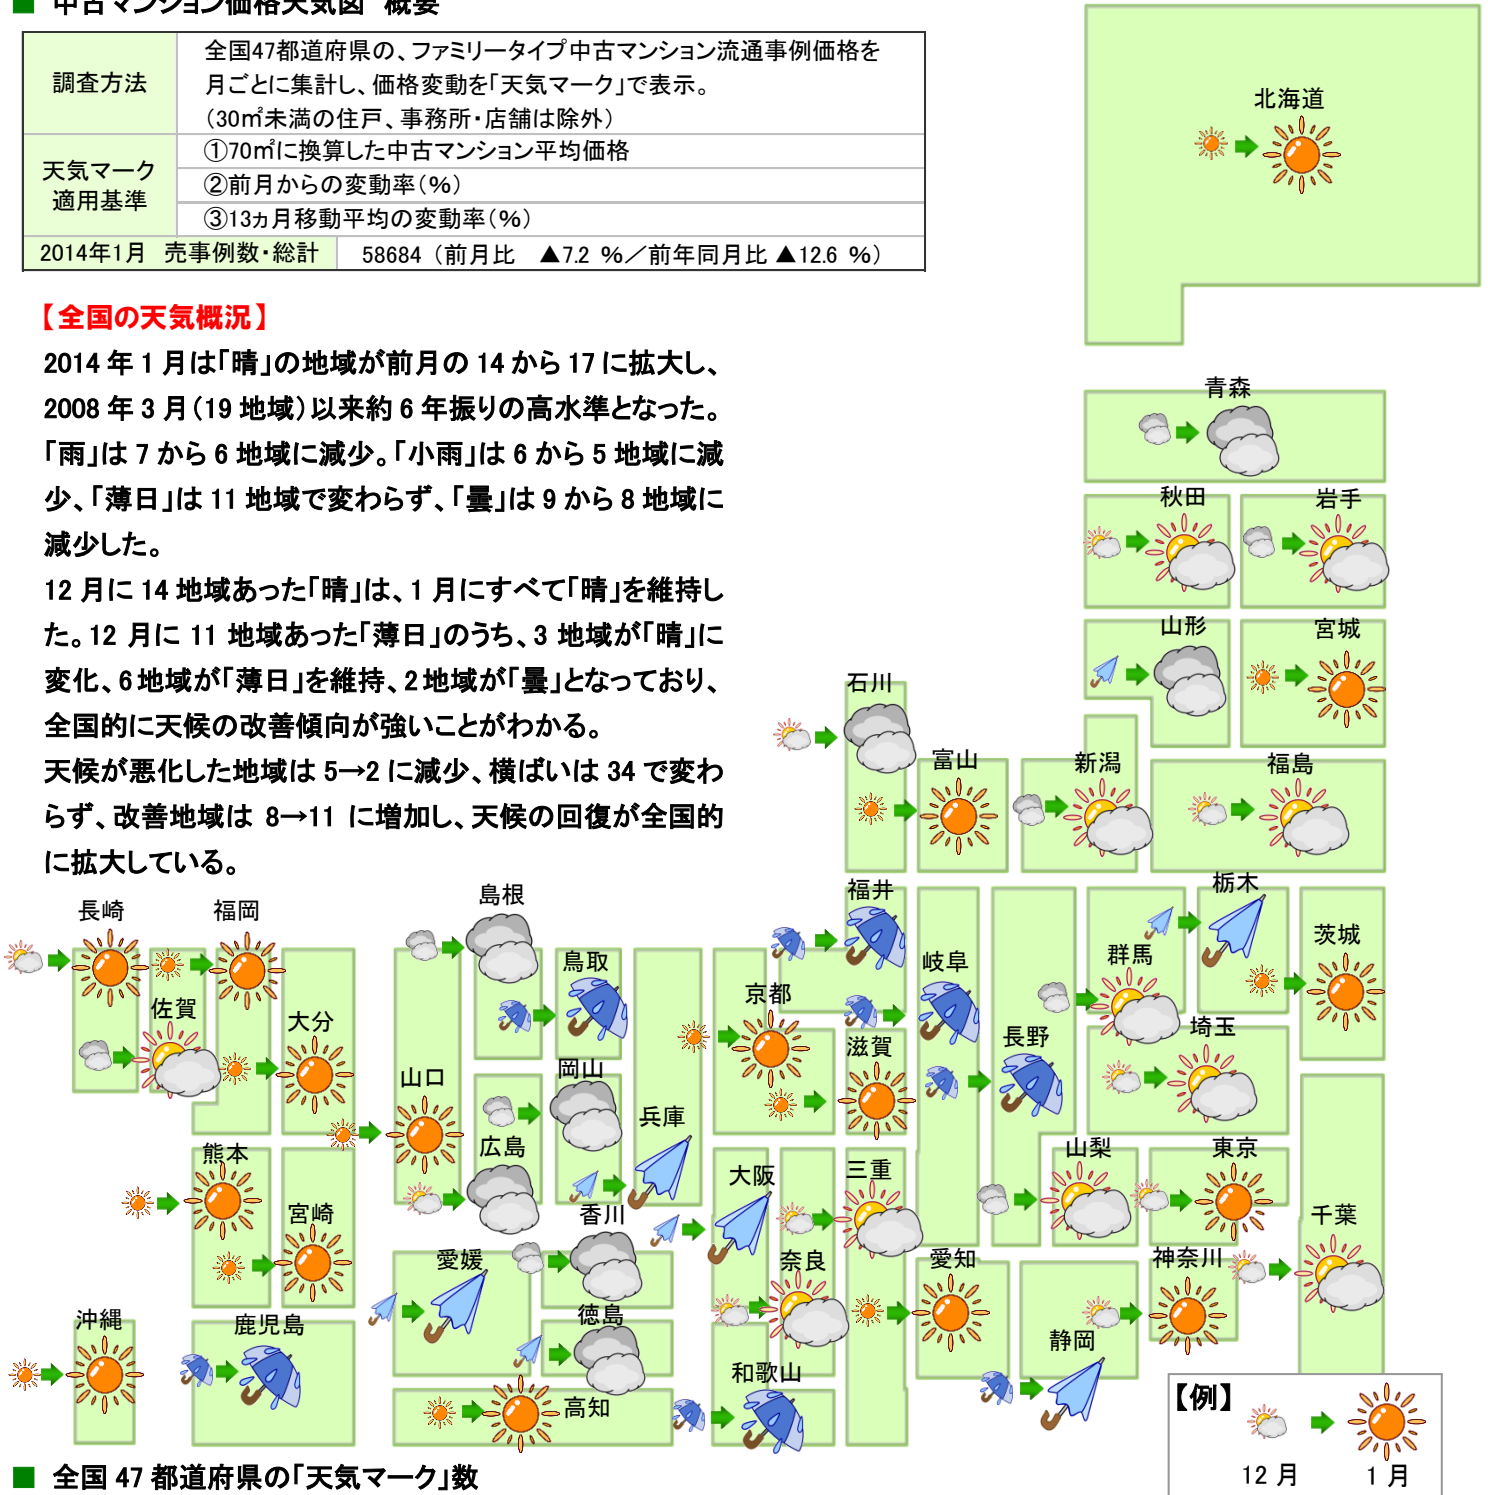 ■ 中古マンション価格天気図 概要
調査方法
全国47都道府県の、ファミリータイプ中古マンション流通事例価格を
月ごとに集計し、価格変動を「天気マーク」で表示。
（30㎡未満の住戸、事務所・店舗は除外）
天気マーク
適用基準
①70㎡に換算した中古マンション平均価格
②前月からの変動率（％）
③13ヵ月移動平均の変動率（％）
2014年1月 売事例数・総計
58684（前月比 ▲7.2 ％／前年同月比 ▲12.6 ％）
【全国の天気概況】
2014年1月は「晴」の地域が前月の14から17に拡大し、
2008年3月（19地域）以来約6年振りの高水準となった。
「雨」は7から6地域に減少。「小雨」は6から5地域に減
少、「薄日」は11地域で変わらず、「曇」は9から8地域に
減少した。
12月に14地域あった「晴」は、1月にすべて「晴」を維持し
た。12月に11地域あった「薄日」のうち、3地域が「晴」に
変化、6地域が「薄日」を維持、2地域が「曇」となっており、
全国的に天候の改善傾向が強いことがわかる。
天候が悪化した地域は5→2に減少、横ばいは34で変わ
らず、改善地域は8→11に増加し、天候の回復が全国的
に拡大している。
北海道
青森
秋田
岩手
山形
宮城
石川
富山
新潟
福島
長崎
福岡
島根
福井
栃木
佐賀
大分
鳥取
京都
岐阜
群馬
茨城
山口
岡山
滋賀
長野
埼玉
熊本
広島
兵庫
大阪
三重
山梨
東京
宮崎
香川
千葉
愛媛
奈良
愛知
神奈川
沖縄
鹿児島
徳島
静岡
高知
和歌山
【例】
12月
1月
■ 全国47都道府県の「天気マーク」数